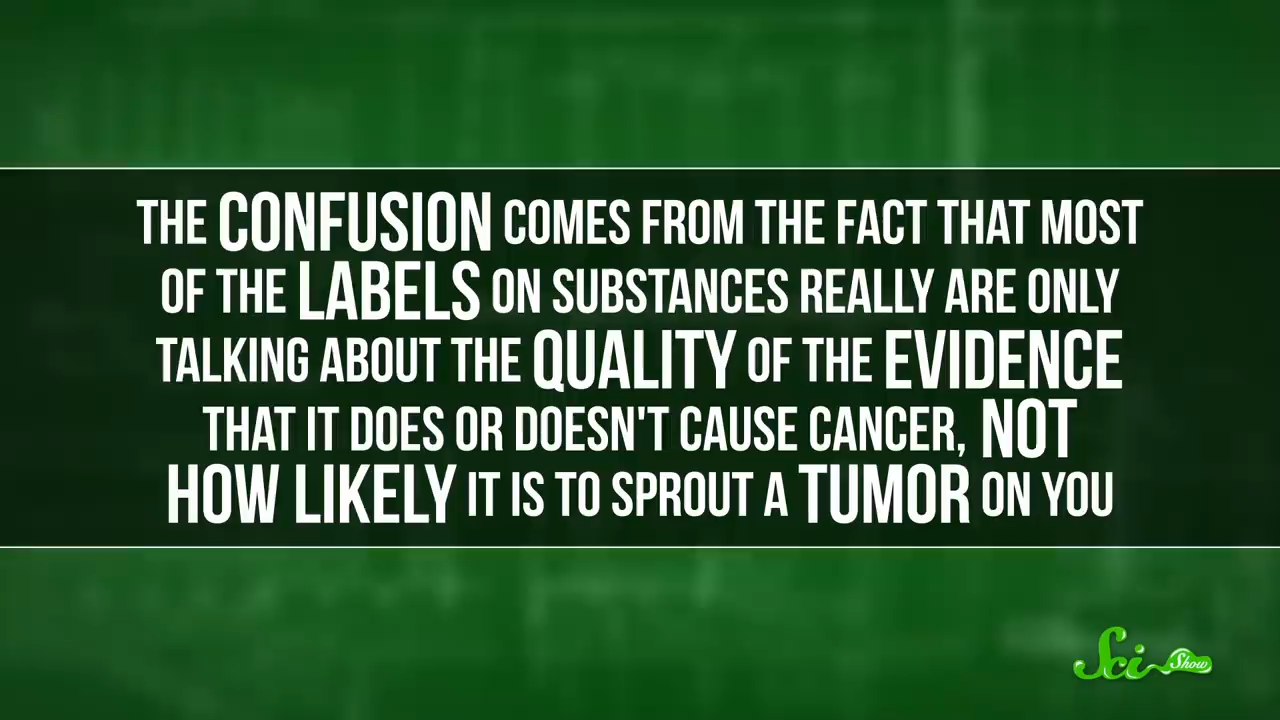 THE CONFUSION COMES FROM THE FACT THAT MOST
OF THE LABELS ON SUBSTANCES REALLY ARE ONLY
TALKING ABOUT THE QUALITY OF THE EVIDENCE
THAT IT DOES OR DOESN'T CAUSE CANCER, NOT
HOW LIKELY IT IS TO SPROUT A TUMOR ON YOU
Sci Show